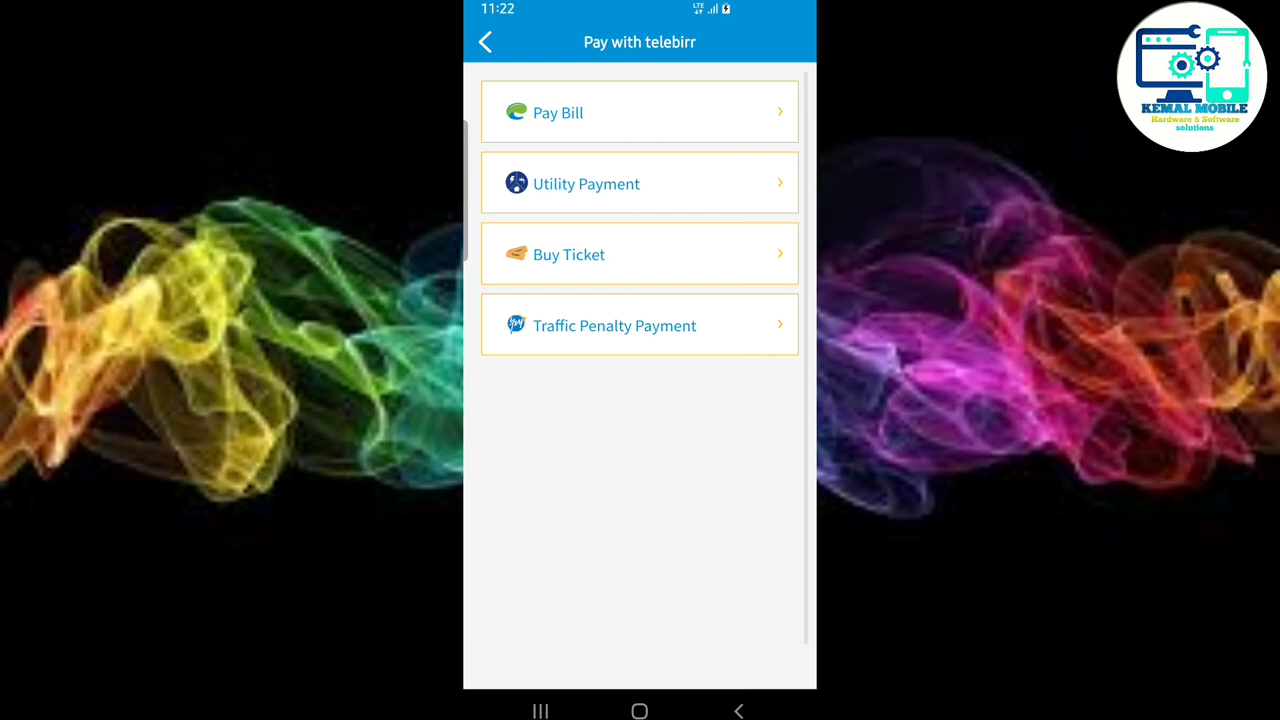 11:22
LTE
Pay with telebirr
Pay Bill
Utility Payment
Buy Ticket
Traffic Penalty Payment
KEMAL MOBILE
Hardware & Software
solutions